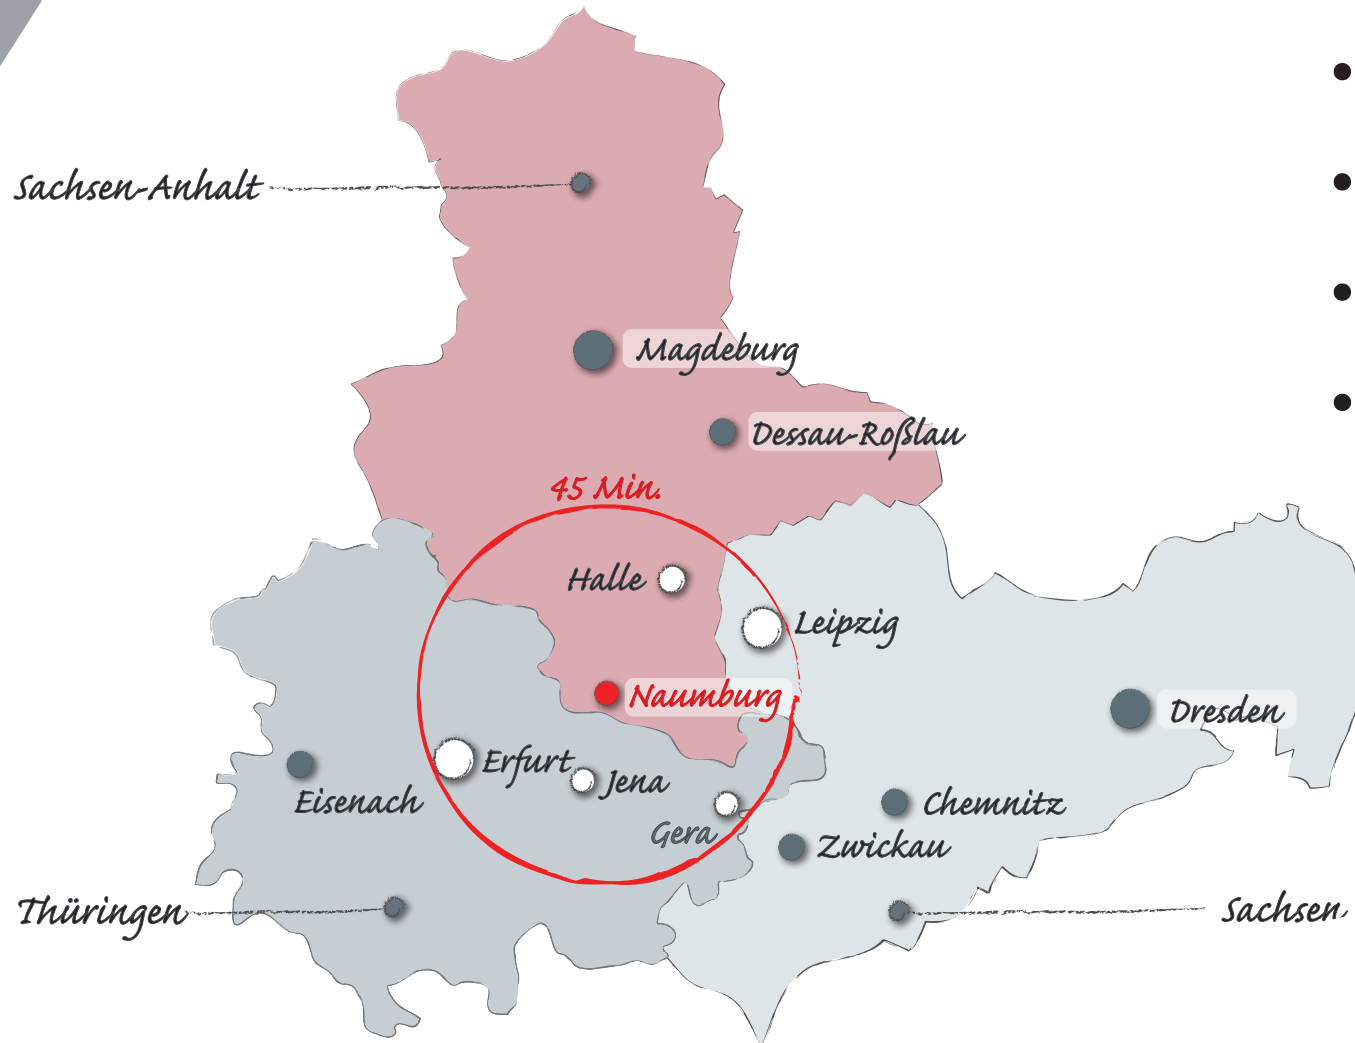 Sachsen-Anhalt
Magdeburg
Dessau-Roßlau
45 Min.
Halle
Leipzig
Naumburg
Dresden
Erfurt
Jena
Eisenach
Chemnitz
Gera
Zwickau
Thüringen
Sachsen